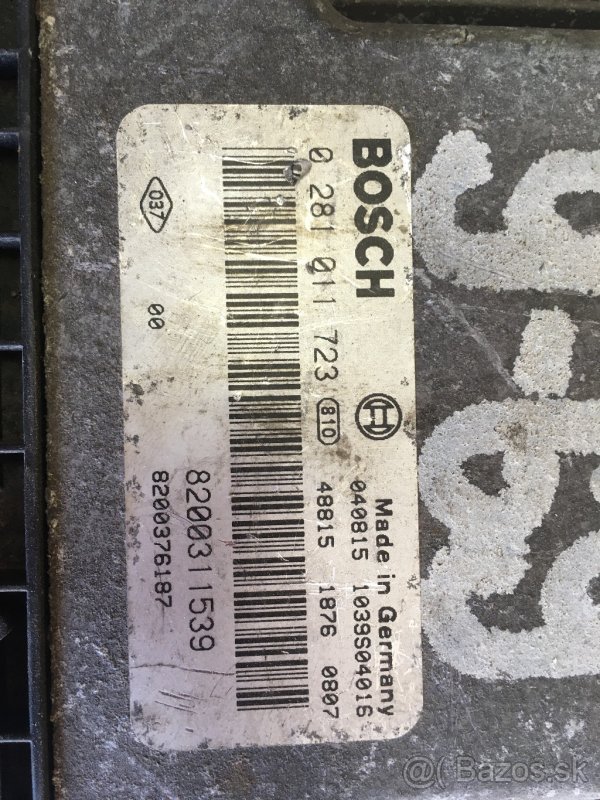 BOSCH
Made in Germany
0 281 011 723 810
040815 1039S04016
48815 1876 0807
8200311539
037 00
8200376187
@( Bazos.sk